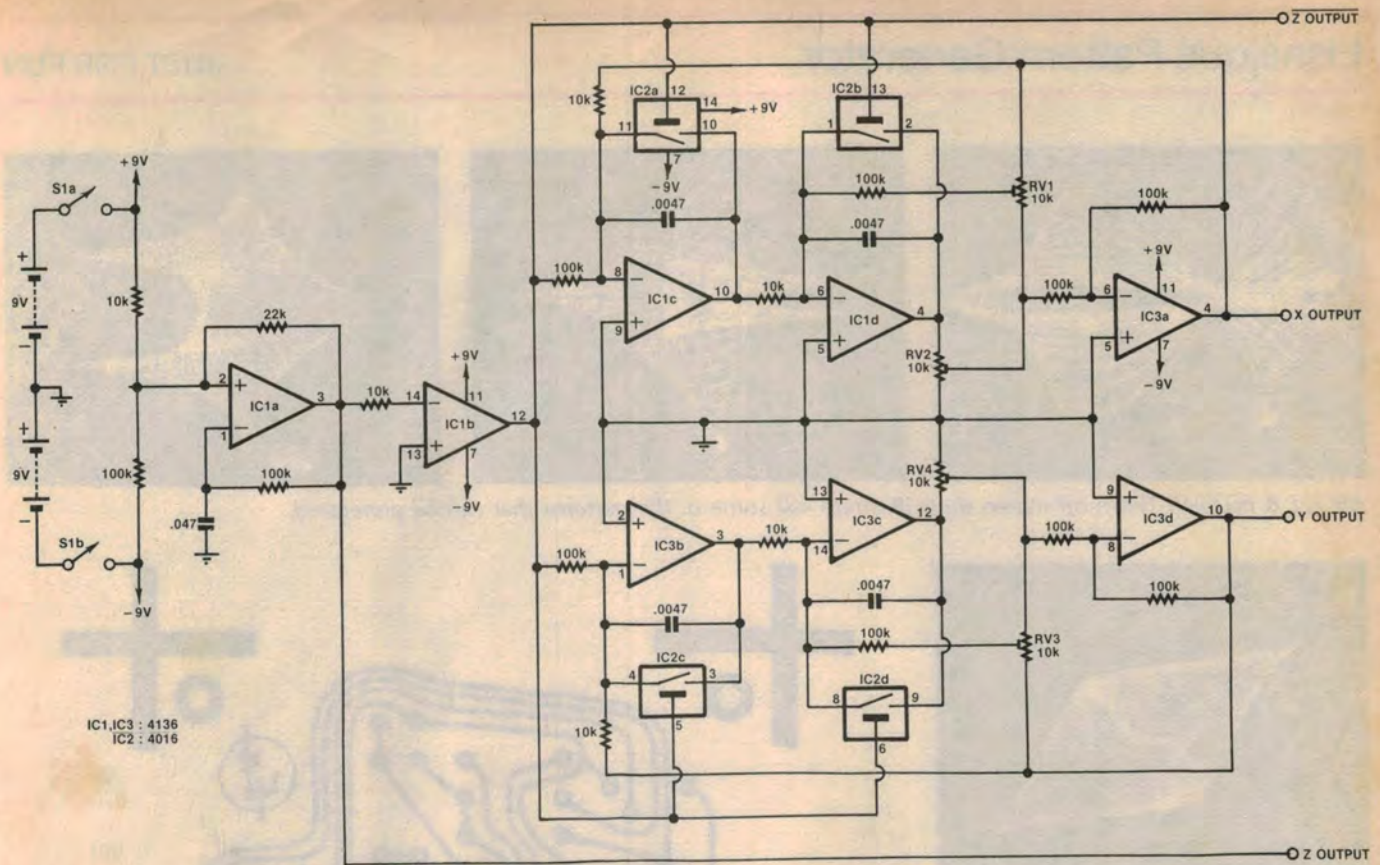 Z OUTPUT
IC2a
12
14
+9V
10k
11
10
7
-9V
.0047
IC2b
13
1
2
100k
.0047
RV1
10k
100k
+9V
S1a
+
9V
-
10k
22k
2
+
IC1a
3
1
-
100k
100k
.047
+
9V
-
S1b
-9V
10k
14
-
+9V
11
IC1b
12
13
+
7
-9V
100k
8
-
IC1c
10
9
+
10k
6
-
IC1d
4
5
+
RV2
10k
100k
6
-
+9V
11
IC3a
4
5
+
7
-9V
X OUTPUT
2
+
IC3b
3
100k
1
-
10k
13
+
IC3c
12
14
-
RV4
10k
100k
9
+
IC3d
10
8
-
Y OUTPUT
100k
.0047
IC2c
4
3
5
10k
.0047
100k
IC2d
8
9
6
RV3
10k
IC1,IC3 : 4136
IC2 : 4016
Z OUTPUT